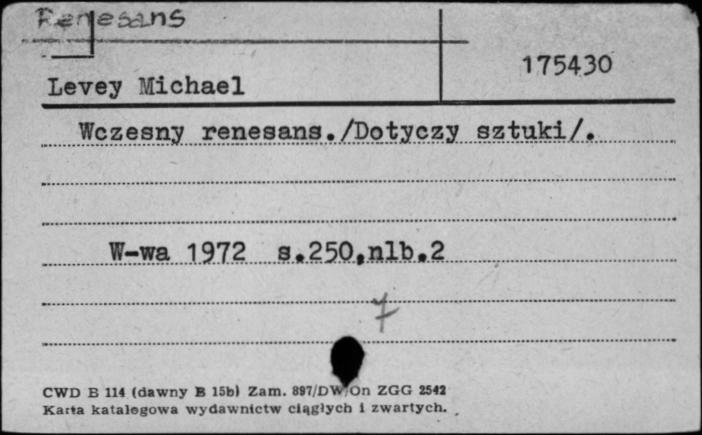 Renesans
175430
Levey Michael
Wczesny renesans./Dotyczy sztuki/.
W-wa 1972 s.250,nlb.2
7
CWD B 114 (dawny B 15b) Zam. 897/DW/On ZGG 2542
Karta katalogowa wydawnictw ciągłych i zwartych.